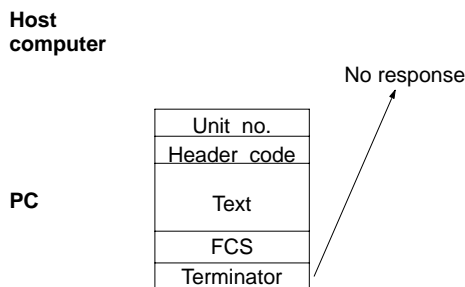 Host
computer
No response
Unit no.
Header code
PC
Text
FCS
Terminator